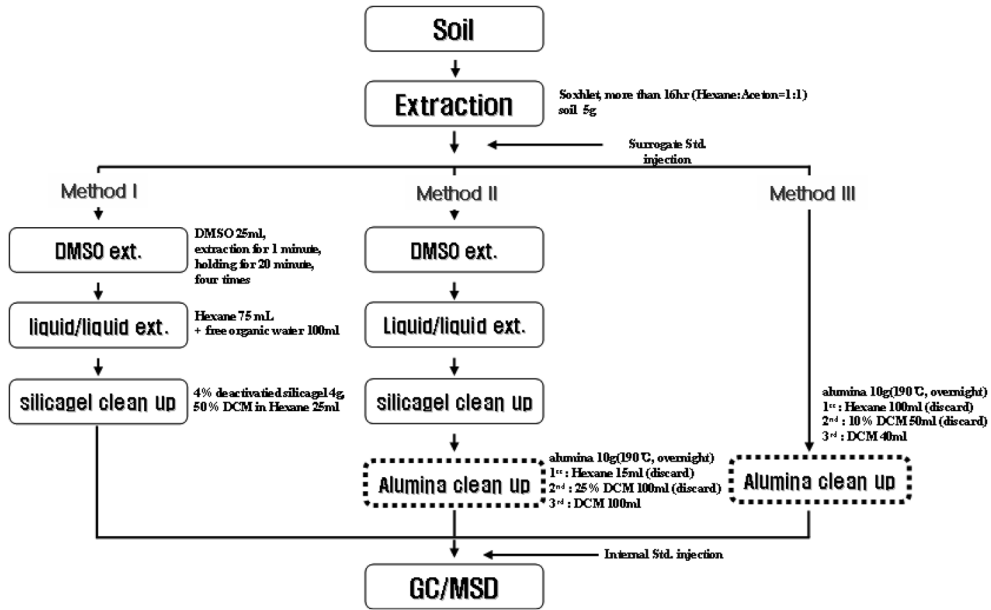 Soil
Extraction
Soxhlet, more than 16hr (Hexane:Aceton=1:1)
soil 5g
Surrogate Std.
injection
Method I
Method II
Method III
DMSO ext.
DMSO 25ml,
extraction for 1 minute,
holding for 20 minute,
four times
DMSO ext.
liquid/liquid ext.
Hexane 75 mL
+ free organic water 100ml
Liquid/liquid ext.
silicagel clean up
4% deactivatied silicagel 4g,
50% DCM in Hexane 25ml
silicagel clean up
alumina 10g(190℃, overnight)
1st : Hexane 100ml (discard)
2nd : 10% DCM 50ml (discard)
3rd : DCM 40ml
Alumina clean up
alumina 10g(190℃, overnight)
1st : Hexane 15ml (discard)
2nd : 25% DCM 100ml (discard)
3rd : DCM 100ml
Alumina clean up
Internal Std. injection
GC/MSD